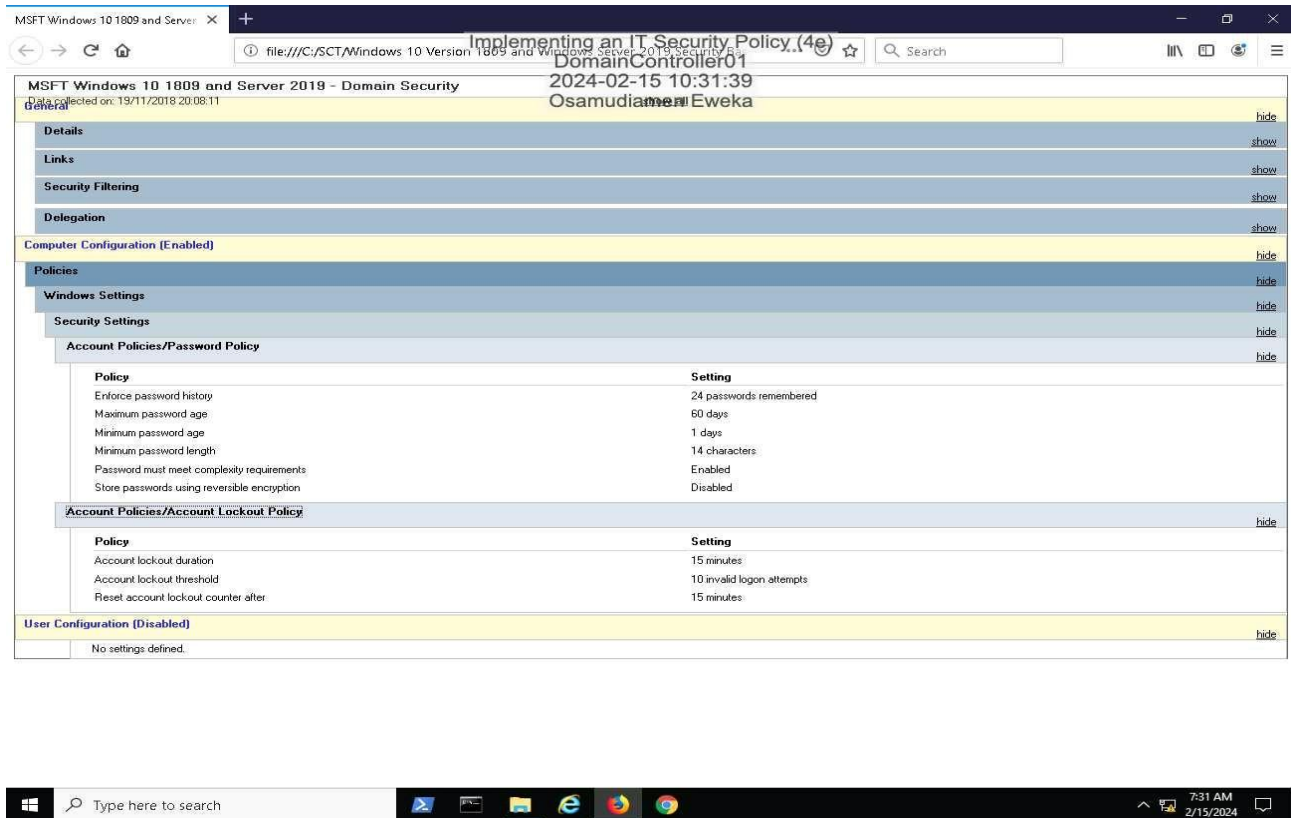 MSFT Windows 10 1809 and Server
Implementing an IT Security Policy (4e)
file:///C:/SCT/Windows 10 Version 1809 and Windows Server 2019 Security Ba...
Search
DomainController01
2024-02-15 10:31:39
Osamudiamen Eweka
MSFT Windows 10 1809 and Server 2019 - Domain Security
Data collected on: 19/11/2018 20:08:11
show all
General
hide
Details
show
Links
show
Security Filtering
show
Delegation
show
Computer Configuration (Enabled)
hide
Policies
hide
Windows Settings
hide
Security Settings
hide
Account Policies/Password Policy
hide
Policy Setting
Enforce password history 24 passwords remembered
Maximum password age 60 days
Minimum password age 1 days
Minimum password length 14 characters
Password must meet complexity requirements Enabled
Store passwords using reversible encryption Disabled
Account Policies/Account Lockout Policy
hide
Policy Setting
Account lockout duration 15 minutes
Account lockout threshold 10 invalid logon attempts
Reset account lockout counter after 15 minutes
User Configuration (Disabled)
hide
No settings defined.
Type here to search
7:31 AM
2/15/2024